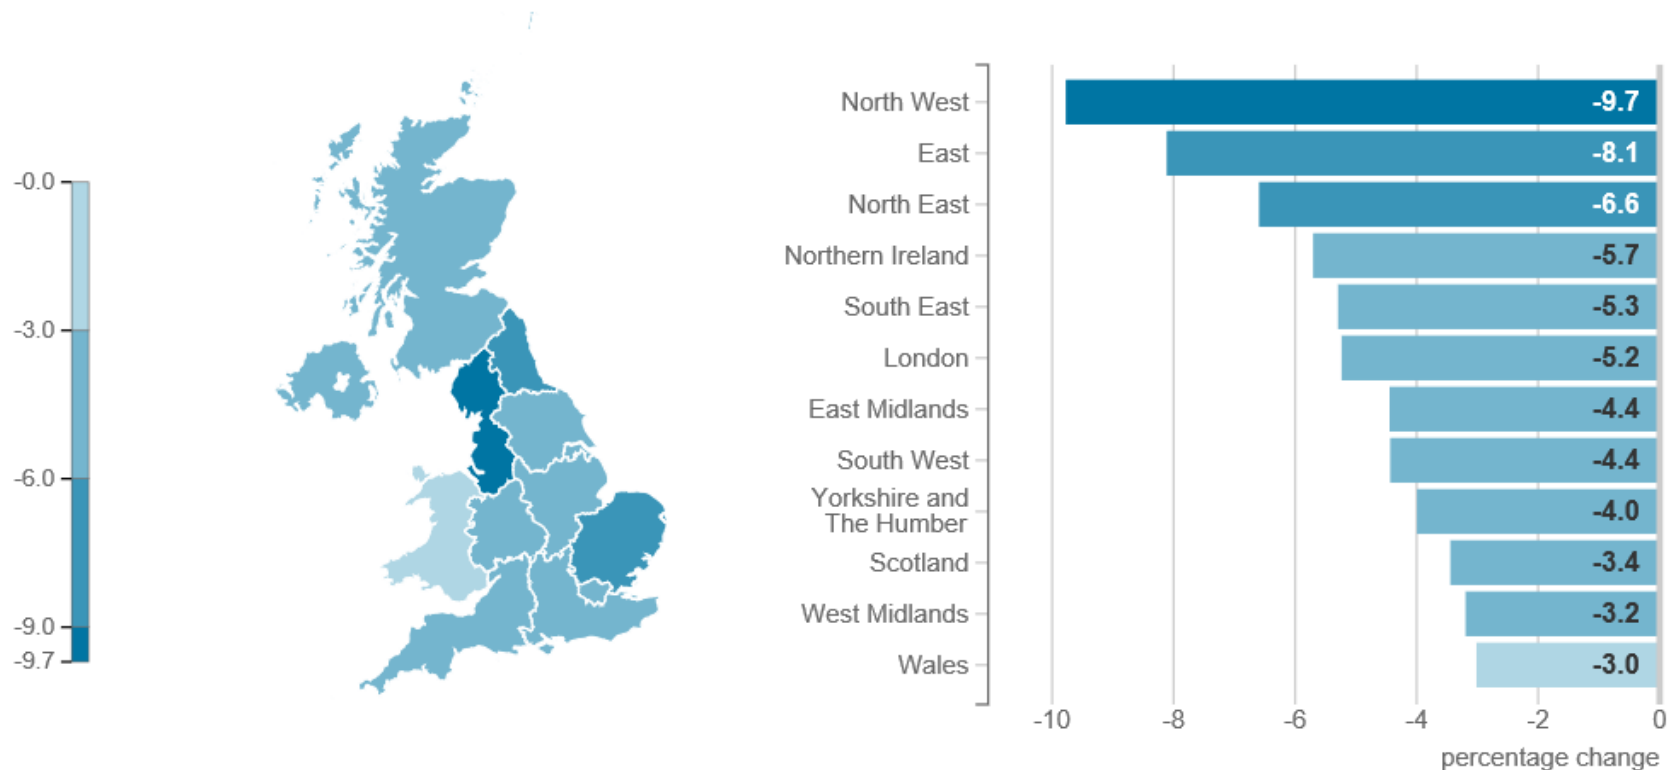 -0.0
-3.0
-6.0
-9.0
-9.7
North West -9.7
East -8.1
North East -6.6
Northern Ireland -5.7
South East -5.3
London -5.2
East Midlands -4.4
South West -4.4
Yorkshire and
The Humber -4.0
Scotland -3.4
West Midlands -3.2
Wales -3.0
-10 -8 -6 -4 -2 0
percentage change